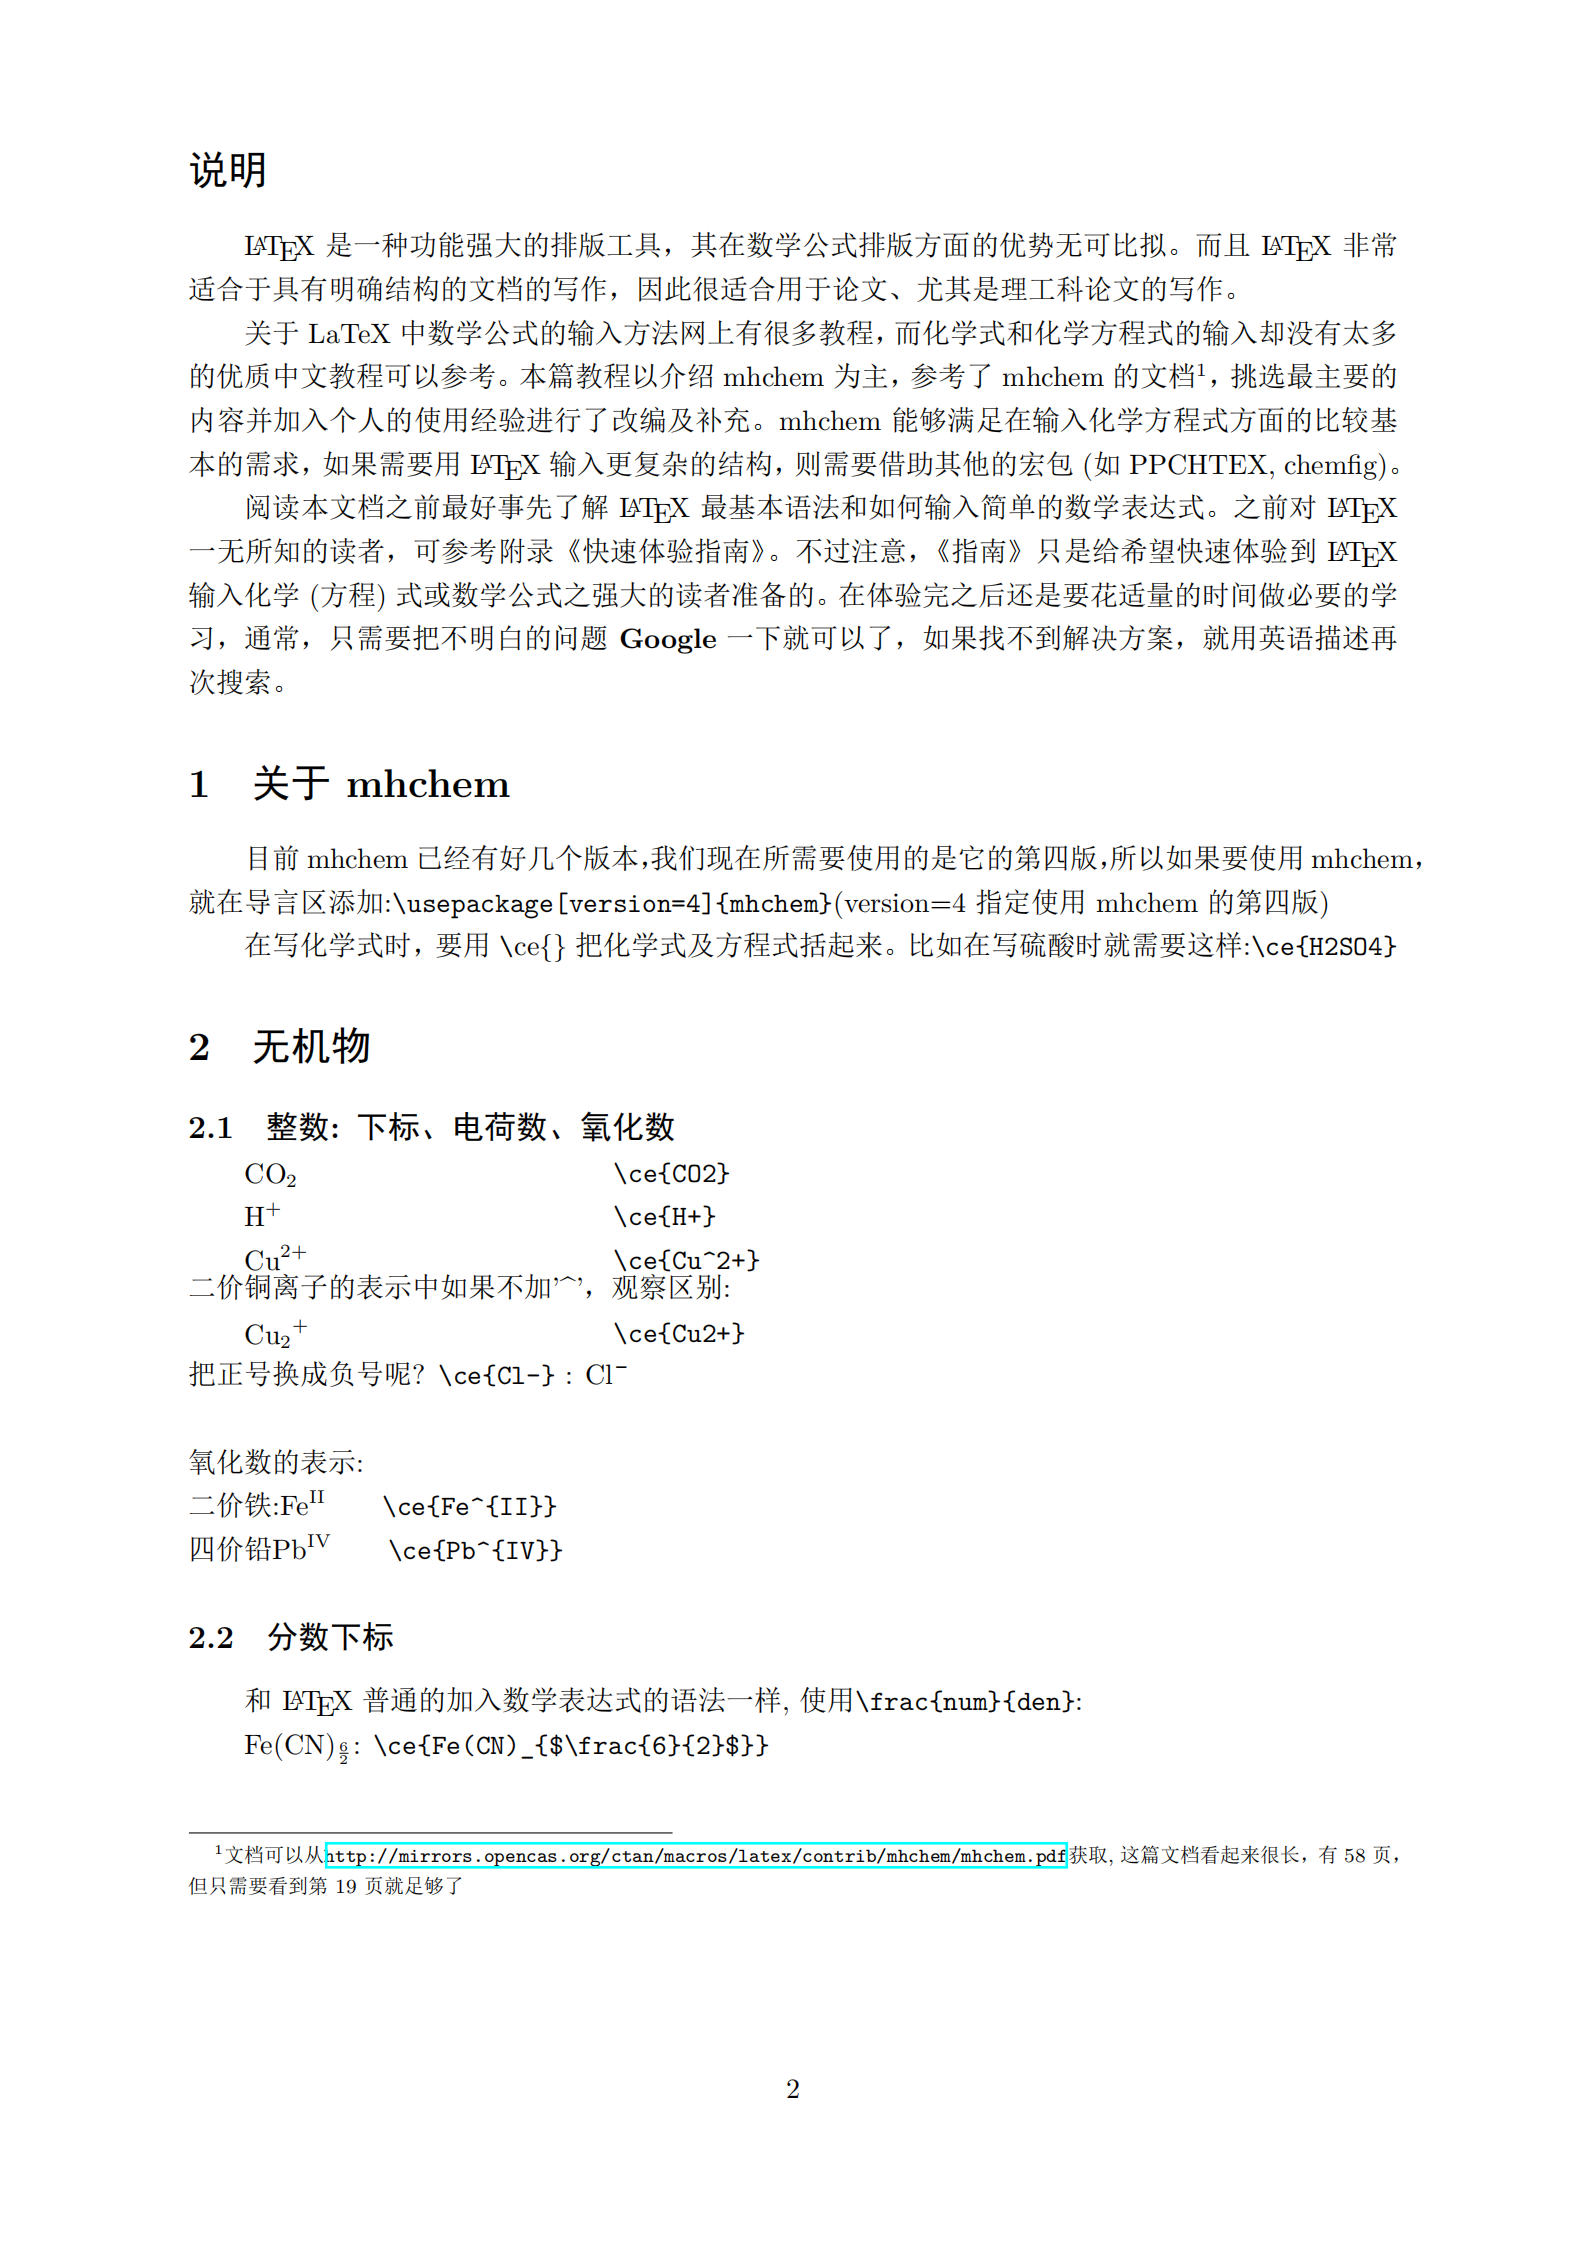 说明
LaTeX 是一种功能强大的排版工具，其在数学公式排版方面的优势无可比拟。而且 LaTeX 非常
适合于具有明确结构的文档的写作，因此很适合用于论文、尤其是理工科论文的写作。
关于 LaTeX 中数学公式的输入方法网上有很多教程，而化学式和化学方程式的输入却没有太多
的优质中文教程可以参考。本篇教程以介绍 mhchem 为主，参考了 mhchem 的文档¹，挑选最主要的
内容并加入个人的使用经验进行了改编及补充。mhchem 能够满足在输入化学方程式方面的比较基
本的需求，如果需要用 LaTeX 输入更复杂的结构，则需要借助其他的宏包 (如 PPCHTEX, chemfig)。
阅读本文档之前最好事先了解 LaTeX 最基本语法和如何输入简单的数学表达式。之前对 LaTeX
一无所知的读者，可参考附录《快速体验指南》。不过注意，《指南》只是给希望快速体验到 LaTeX
输入化学 (方程) 式或数学公式之强大的读者准备的。在体验完之后还是要花适量的时间做必要的学
习，通常，只需要把不明白的问题 Google 一下就可以了，如果找不到解决方案，就用英语描述再
次搜索。
1 关于 mhchem
目前 mhchem 已经有好几个版本，我们现在所需要使用的是它的第四版，所以如果要使用 mhchem，
就在导言区添加:\usepackage[version=4]{mhchem}(version=4 指定使用 mhchem 的第四版)
在写化学式时，要用 \ce{} 把化学式及方程式括起来。比如在写硫酸时就需要这样:\ce{H2SO4}
2 无机物
2.1 整数：下标、电荷数、氧化数
CO₂ \ce{CO2}
H⁺ \ce{H+}
Cu²⁺ \ce{Cu^2+}
二价铜离子的表示中如果不加’^’，观察区别:
Cu₂⁺ \ce{Cu2+}
把正号换成负号呢？\ce{Cl-} : Cl⁻
氧化数的表示:
二价铁:Feᴵᴵ \ce{Fe^{II}}
四价铅Pbᴵⱽ \ce{Pb^{IV}}
2.2 分数下标
和 LaTeX 普通的加入数学表达式的语法一样, 使用\frac{num}{den}:
Fe(CN)₆⁄₂: \ce{Fe(CN)_{$\frac{6}{2}$}}
¹文档可以从http://mirrors.opencas.org/ctan/macros/latex/contrib/mhchem/mhchem.pdf获取, 这篇文档看起来很长，有 58 页，
但只需要看到第 19 页就足够了
2